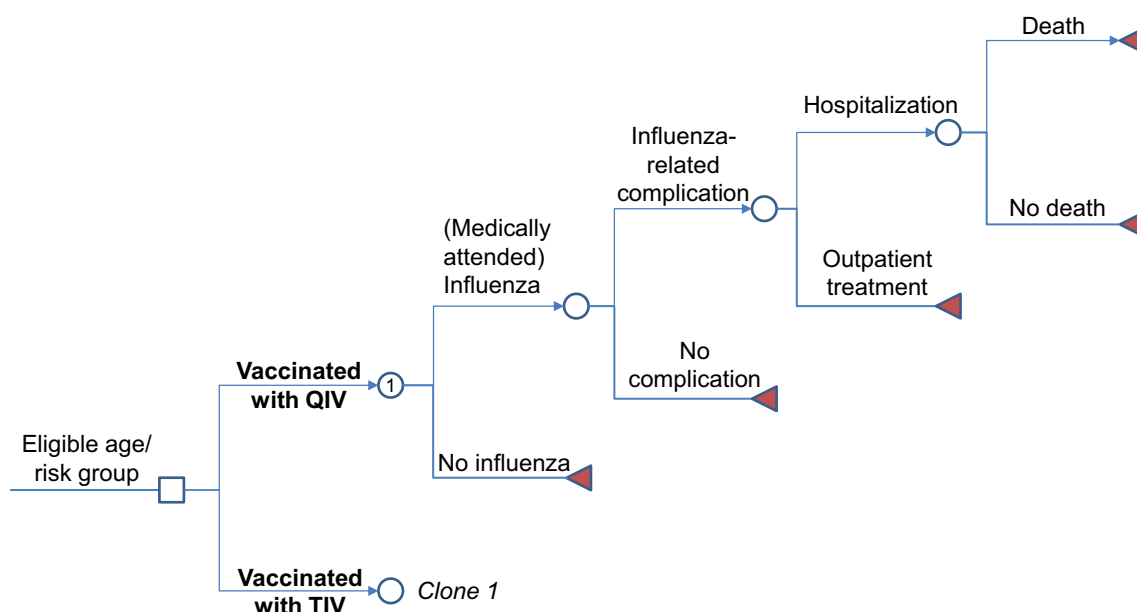 Death
Hospitalization
Influenza-
related
complication
No death
(Medically
attended)
Influenza
Outpatient
treatment
No
complication
Vaccinated
with QIV
1
Eligible age/
risk group
No influenza
Vaccinated
with TIV
Clone 1